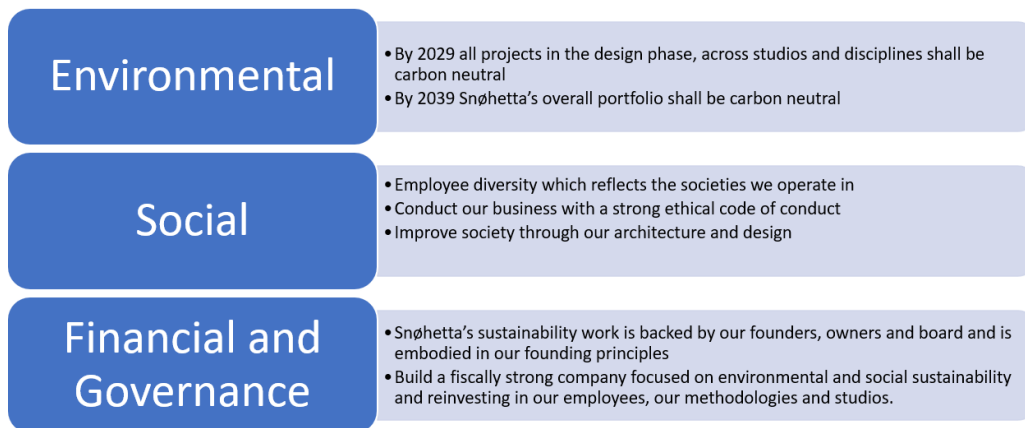 Environmental
• By 2029 all projects in the design phase, across studios and disciplines shall be
carbon neutral
• By 2039 Snøhetta’s overall portfolio shall be carbon neutral
Social
• Employee diversity which reflects the societies we operate in
• Conduct our business with a strong ethical code of conduct
• Improve society through our architecture and design
Financial and
Governance
• Snøhetta’s sustainability work is backed by our founders, owners and board and is
embodied in our founding principles
• Build a fiscally strong company focused on environmental and social sustainability
and reinvesting in our employees, our methodologies and studios.